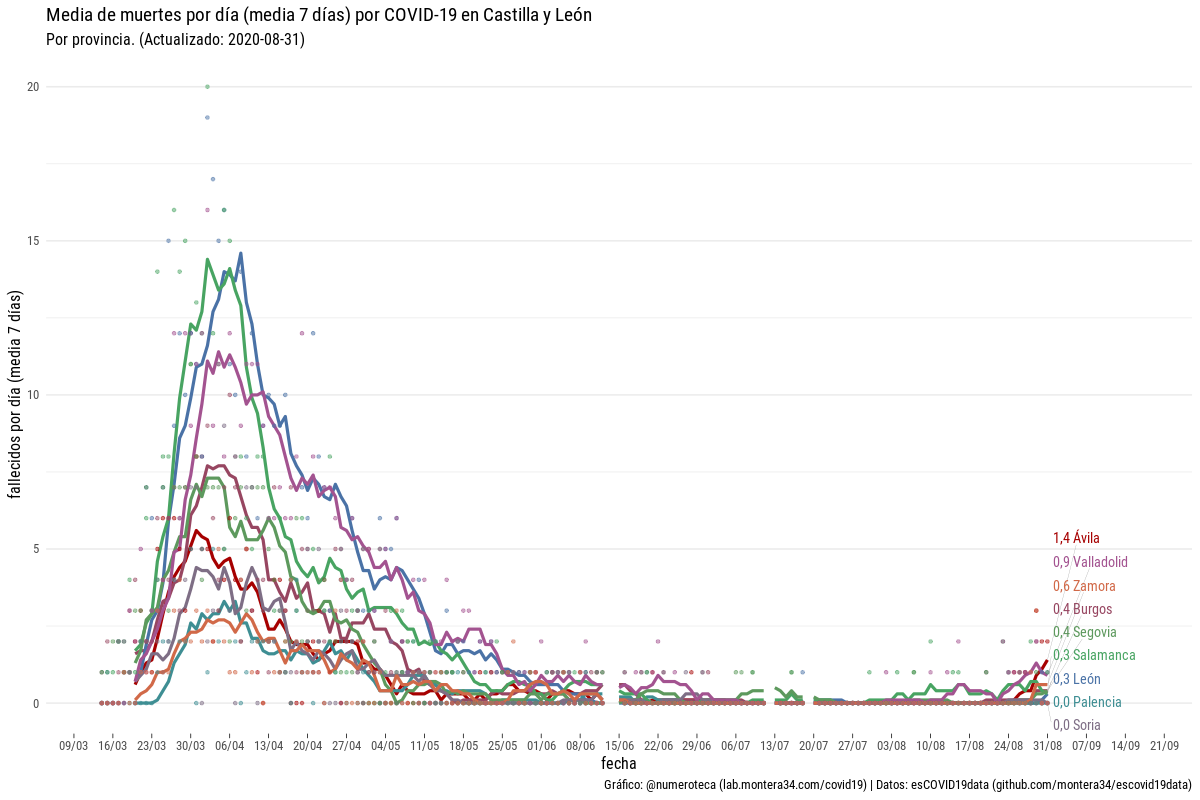 Media de muertes por día (media 7 días) por COVID-19 en Castilla y León
Por provincia. (Actualizado: 2020-08-31)
fallecidos por día (media 7 días)
20
15
10
5
0
1,4 Ávila
0,9 Valladolid
0,6 Zamora
0,4 Burgos
0,4 Segovia
0,3 Salamanca
0,3 León
0,0 Palencia
0,0 Soria
09/03 16/03 23/03 30/03 06/04 13/04 20/04 27/04 04/05 11/05 18/05 25/05 01/06 08/06 15/06 22/06 29/06 06/07 13/07 20/07 27/07 03/08 10/08 17/08 24/08 31/08 07/09 14/09 21/09
fecha
Gráfico: @numeroteca (lab.montera34.com/covid19) | Datos: esCOVID19data (github.com/montera34/escovid19data)